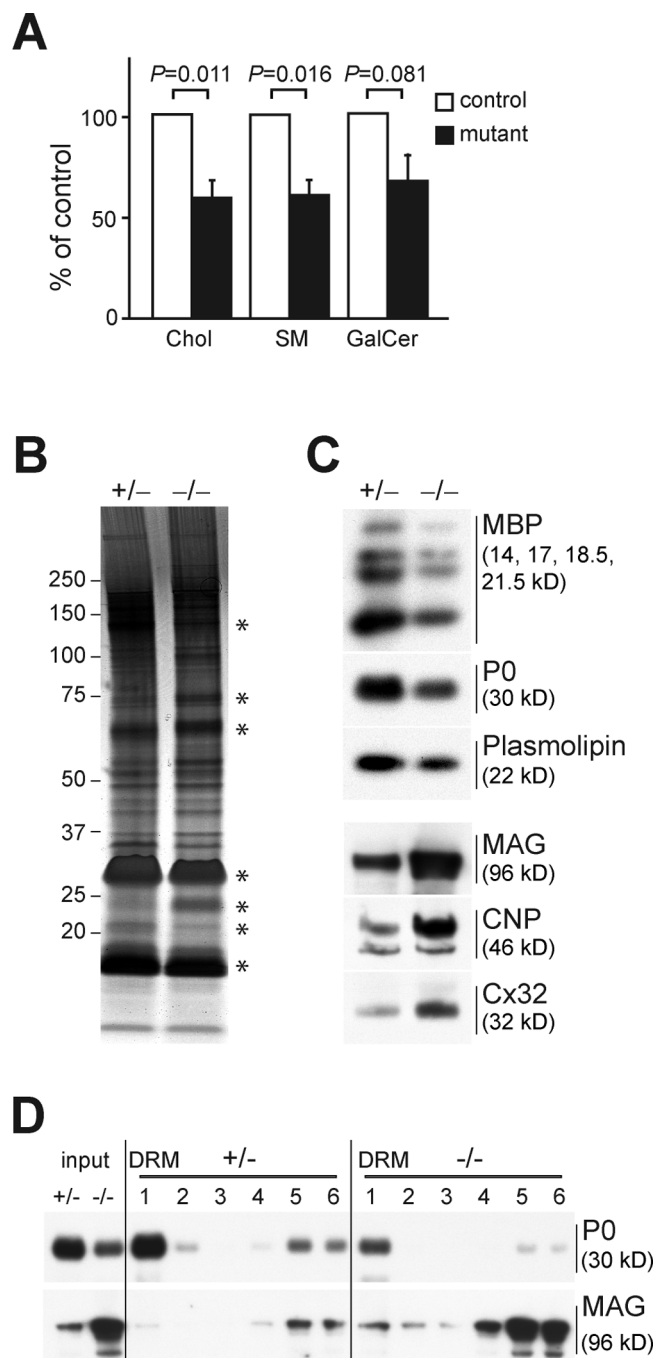 A
P=0.011 P=0.016 P=0.081
control
mutant
% of control
100
50
0
Chol SM GalCer
B
+/– –/–
250
150
100
75
50
37
25
20
*
*
*
*
*
*
*
C
+/– –/–
MBP
(14, 17, 18.5,
21.5 kD)
P0
(30 kD)
Plasmolipin
(22 kD)
MAG
(96 kD)
CNP
(46 kD)
Cx32
(32 kD)
D
input DRM +/- DRM -/-
+/- -/- 1 2 3 4 5 6 1 2 3 4 5 6
P0
(30 kD)
MAG
(96 kD)